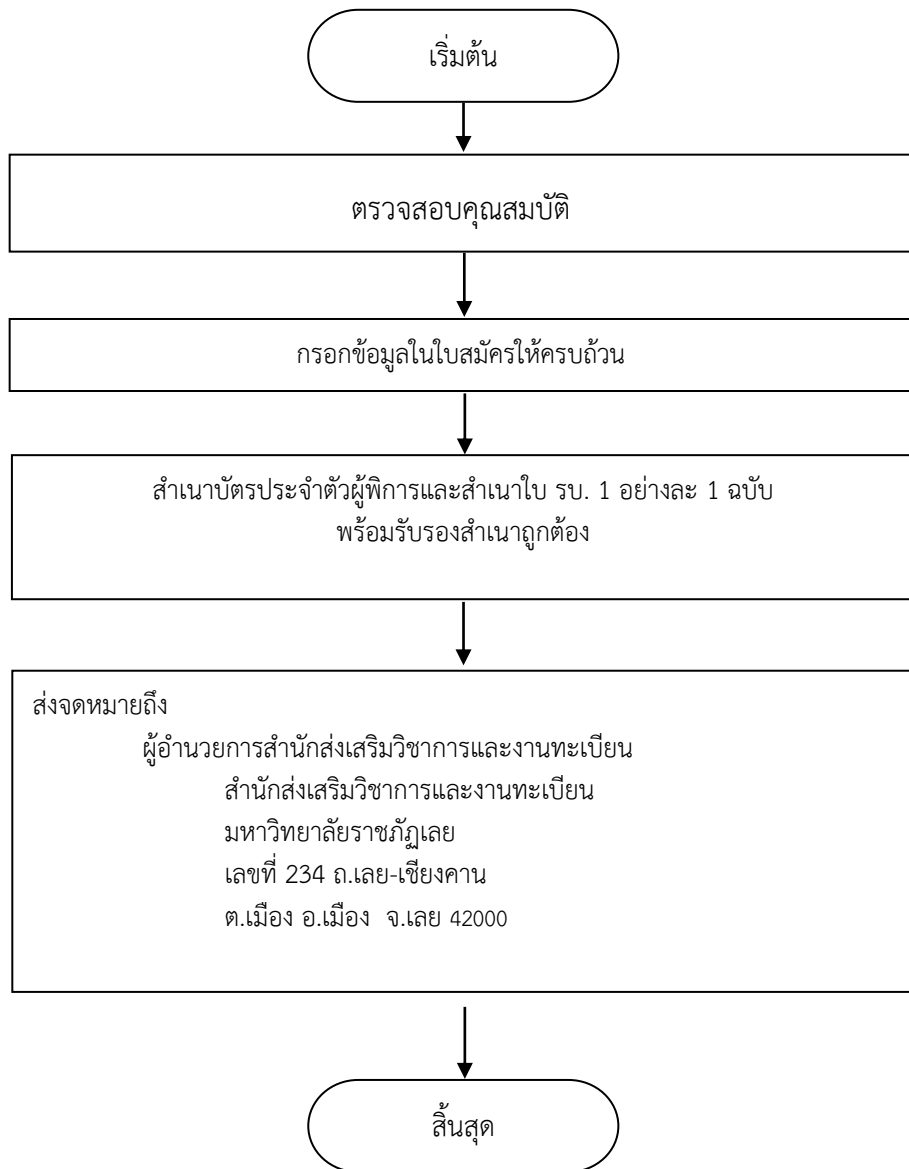 เริ่มต้น
ตรวจสอบคุณสมบัติ
กรอกข้อมูลในใบสมัครให้ครบถ้วน
สำเนาบัตรประจำตัวผู้พิการและสำเนาใบ รบ. 1 อย่างละ 1 ฉบับ
พร้อมรับรองสำเนาถูกต้อง
ส่งจดหมายถึง
ผู้อำนวยการสำนักส่งเสริมวิชาการและงานทะเบียน
สำนักส่งเสริมวิชาการและงานทะเบียน
มหาวิทยาลัยราชภัฏเลย
เลขที่ 234 ถ.เลย-เชียงคาน
ต.เมือง อ.เมือง จ.เลย 42000
สิ้นสุด